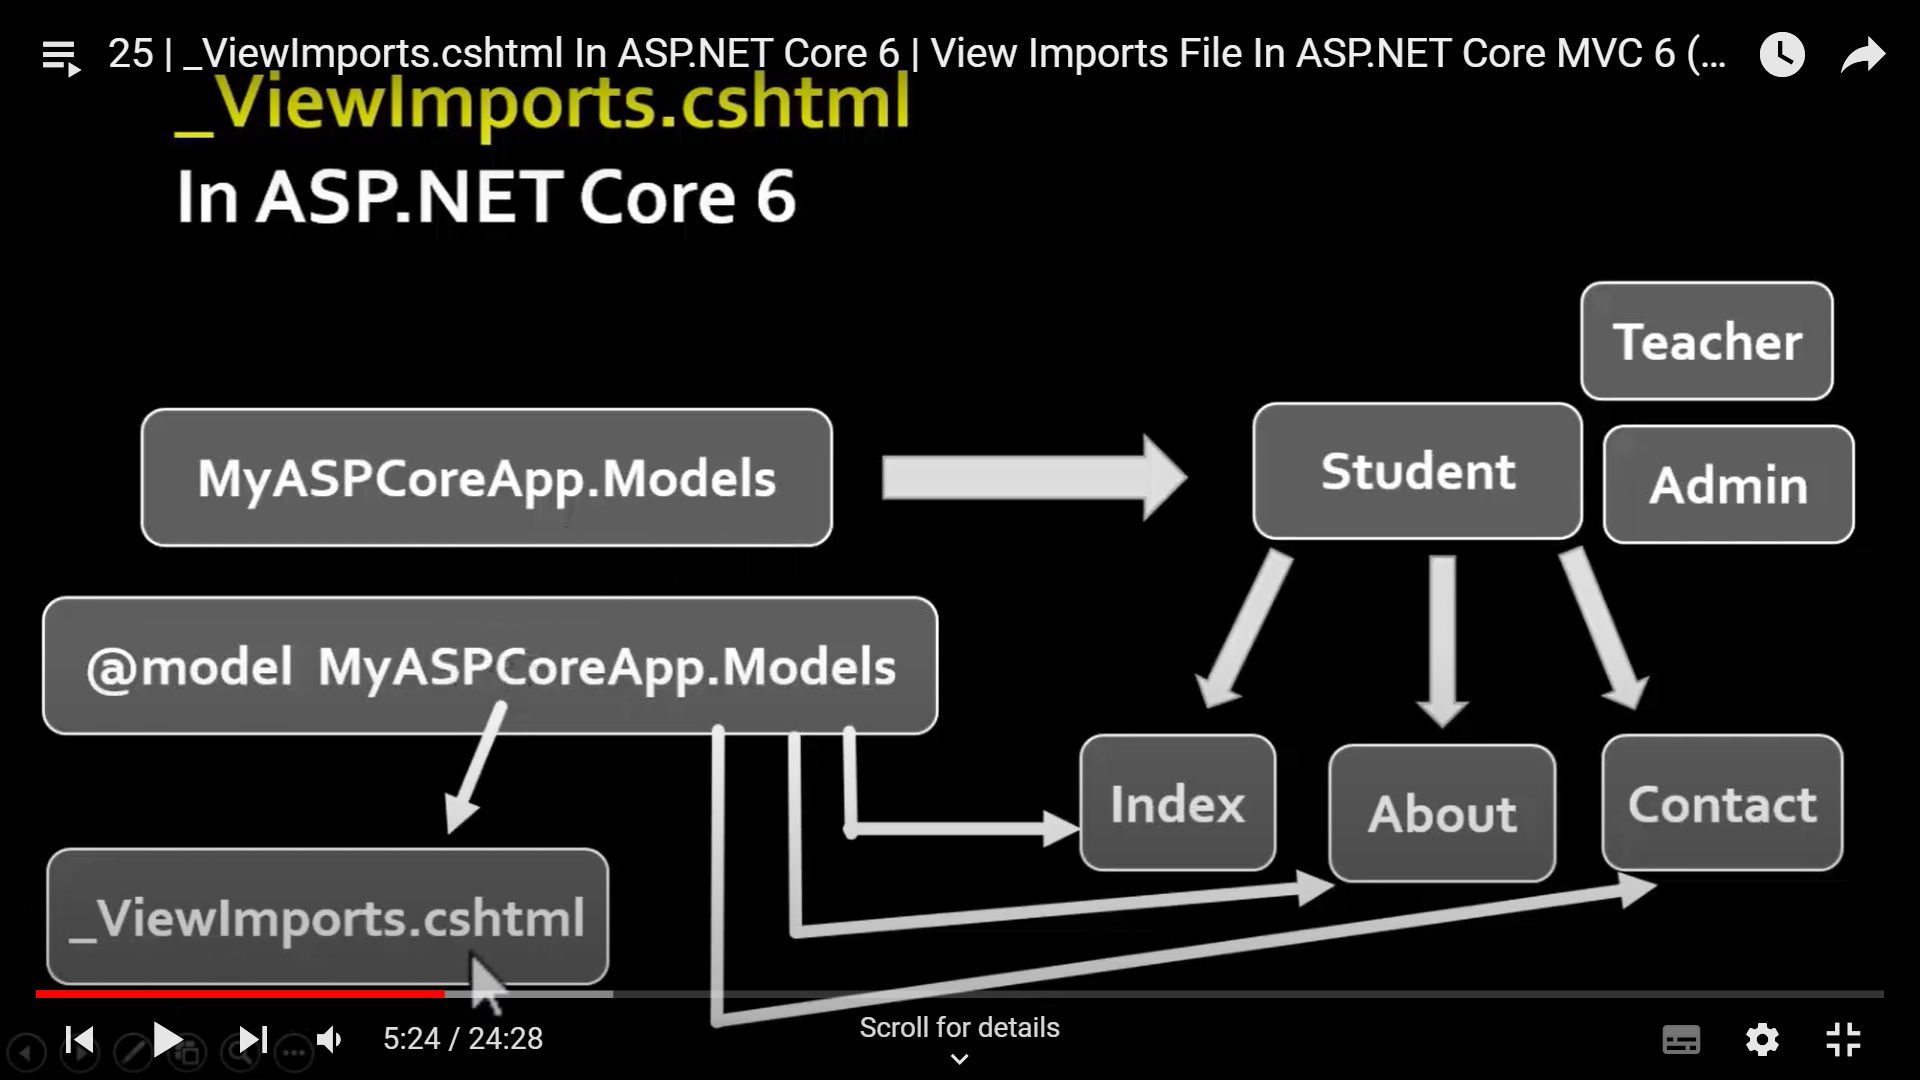 25 | _ViewImports.cshtml In ASP.NET Core 6 | View Imports File In ASP.NET Core MVC 6 (...
_ViewImports.cshtml
In ASP.NET Core 6
Teacher
MyASPCoreApp.Models
Student
Admin
@model MyASPCoreApp.Models
Index
About
Contact
_ViewImports.cshtml
5:24 / 24:28
Scroll for details